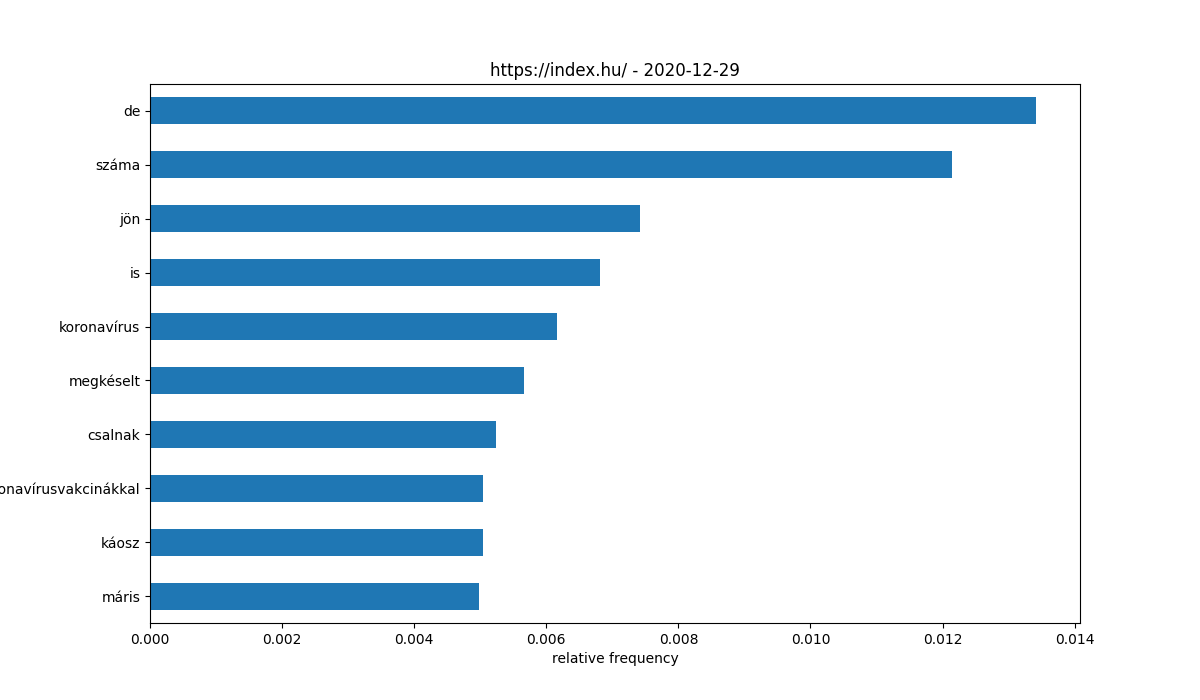 https://index.hu/ - 2020-12-29
de
száma
jön
is
koronavírus
megkéselt
csalnak
onavírusvakcinákkal
káosz
máris
0.000 0.002 0.004 0.006 0.008 0.010 0.012 0.014
relative frequency